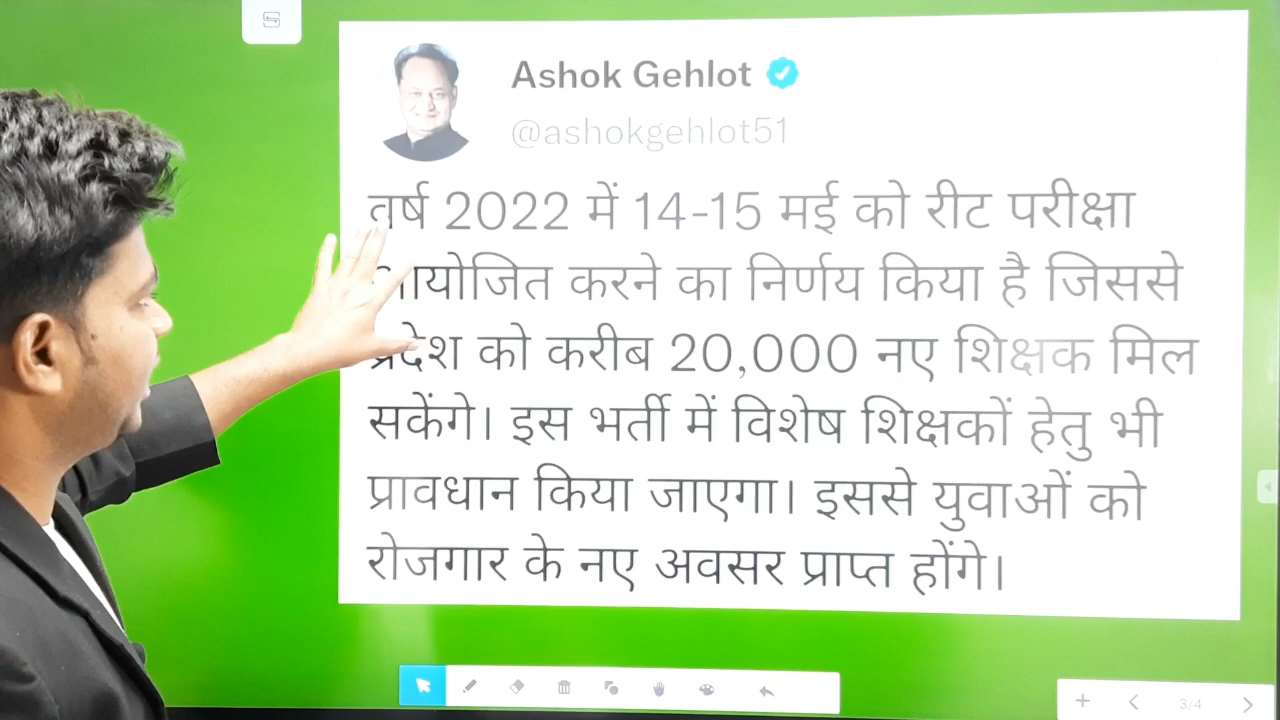 Ashok Gehlot
@ashokgehlot51
वर्ष 2022 में 14-15 मई को रीट परीक्षा
आयोजित करने का निर्णय किया है जिससे
प्रदेश को करीब 20,000 नए शिक्षक मिल
सकेंगे। इस भर्ती में विशेष शिक्षकों हेतु भी
प्रावधान किया जाएगा। इससे युवाओं को
रोजगार के नए अवसर प्राप्त होंगे।
3/4